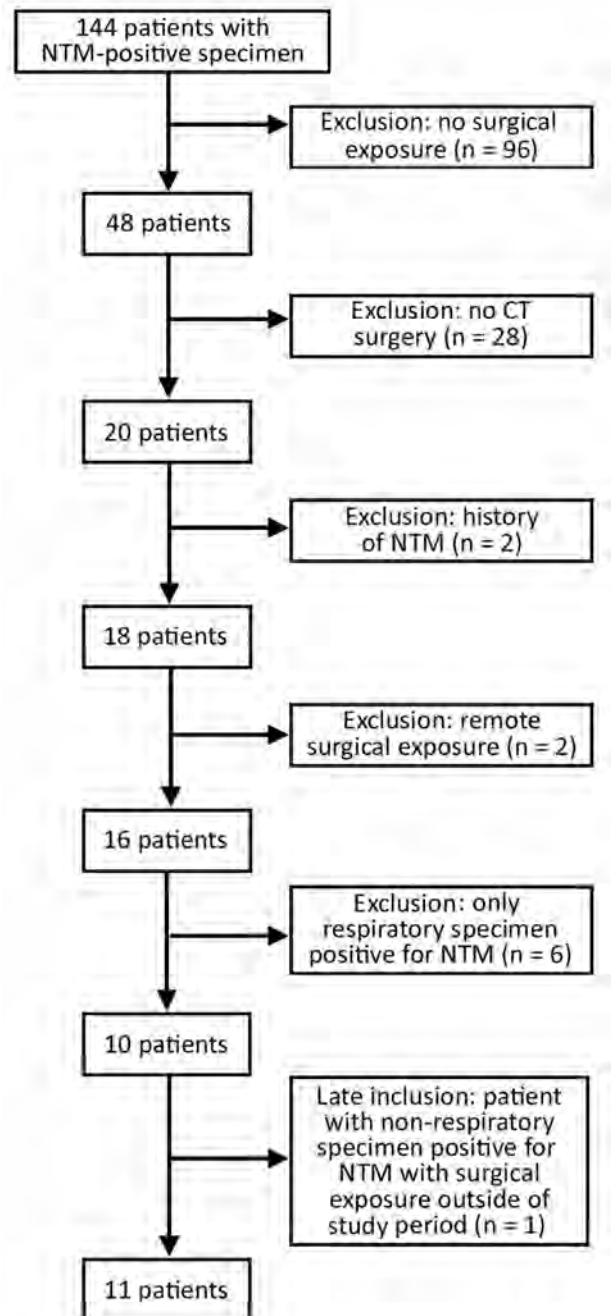 144 patients with
NTM-positive specimen
Exclusion: no surgical
exposure (n = 96)
48 patients
Exclusion: no CT
surgery (n = 28)
20 patients
Exclusion: history
of NTM (n = 2)
18 patients
Exclusion: remote
surgical exposure (n = 2)
16 patients
Exclusion: only
respiratory specimen
positive for NTM (n = 6)
10 patients
Late inclusion: patient
with non-respiratory
specimen positive for
NTM with surgical
exposure outside of
study period (n = 1)
11 patients